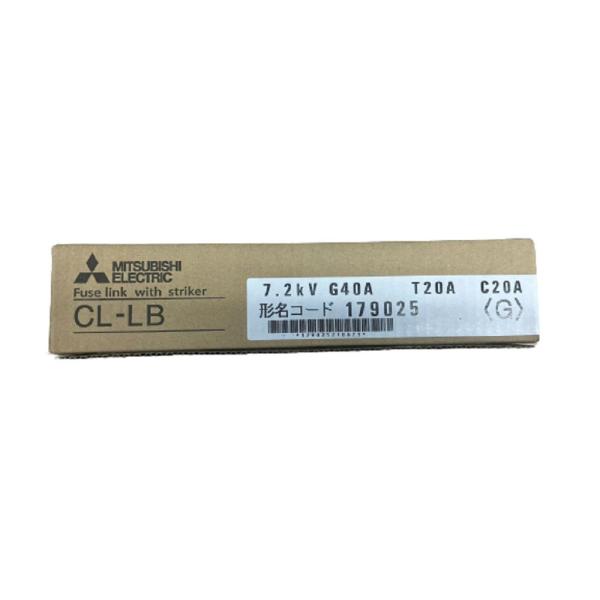 MITSUBISHI
ELECTRIC
Fuse link with striker
CL-LB
7.2kV G40A T20A C20A
形名コード 179025 〈G〉